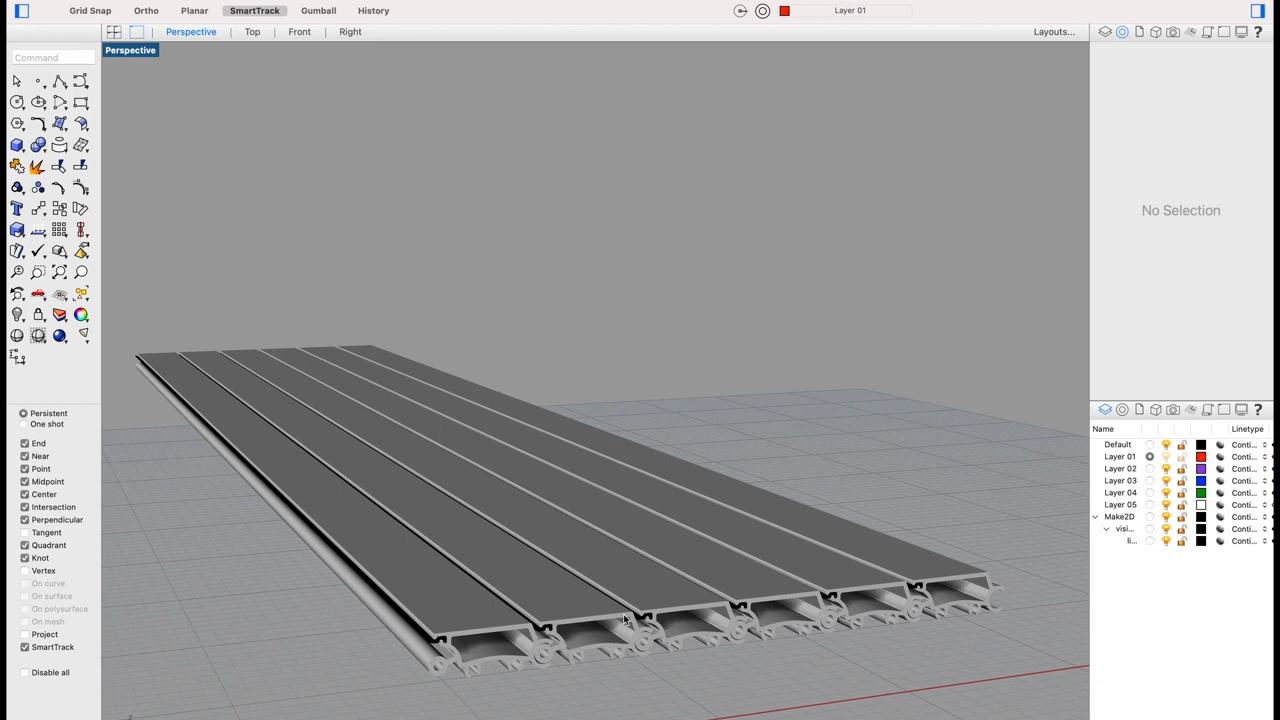 Grid Snap Ortho Planar SmartTrack Gumball History Layer 01
Perspective Top Front Right Layouts...
Perspective
Command
No Selection
Persistent
One shot
End
Near
Point
Midpoint
Center
Intersection
Perpendicular
Tangent
Quadrant
Knot
Vertex
On curve
On surface
On polysurface
On mesh
Project
SmartTrack
Disable all
Name Linetype
Default Conti...
Layer 01 Conti...
Layer 02 Conti...
Layer 03 Conti...
Layer 04 Conti...
Layer 05 Conti...
Make2D Conti...
visi... Conti...
li... Conti...